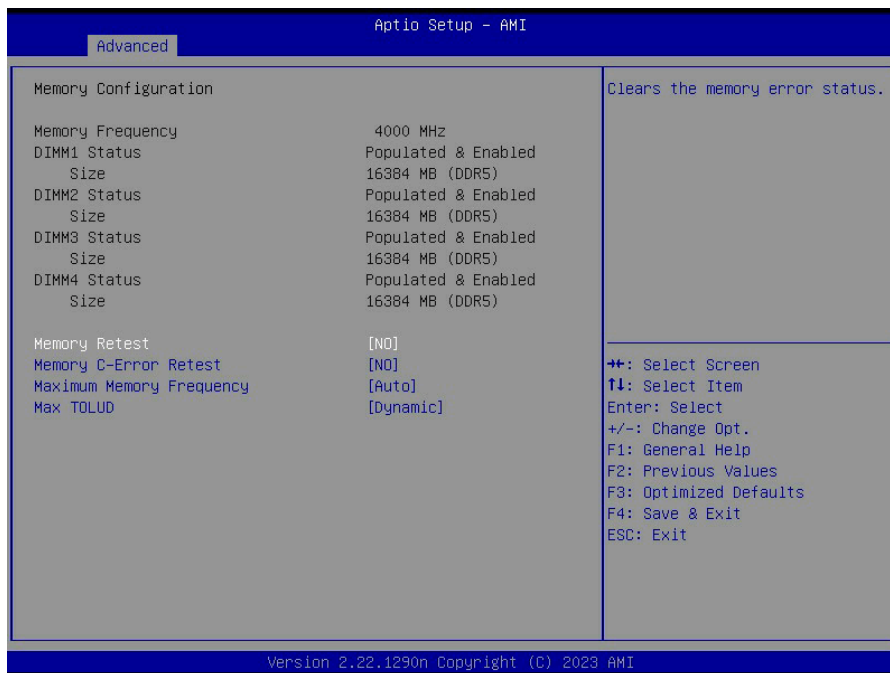 Aptio Setup – AMI
Advanced
Memory Configuration
Memory Frequency 4000 MHz
DIMM1 Status Populated & Enabled
Size 16384 MB (DDR5)
DIMM2 Status Populated & Enabled
Size 16384 MB (DDR5)
DIMM3 Status Populated & Enabled
Size 16384 MB (DDR5)
DIMM4 Status Populated & Enabled
Size 16384 MB (DDR5)
Memory Retest [NO]
Memory C-Error Retest [NO]
Maximum Memory Frequency [Auto]
Max TOLUD [Dynamic]
Clears the memory error status.
→←: Select Screen
↑↓: Select Item
Enter: Select
+/-: Change Opt.
F1: General Help
F2: Previous Values
F3: Optimized Defaults
F4: Save & Exit
ESC: Exit
Version 2.22.1290n Copyright (C) 2023 AMI